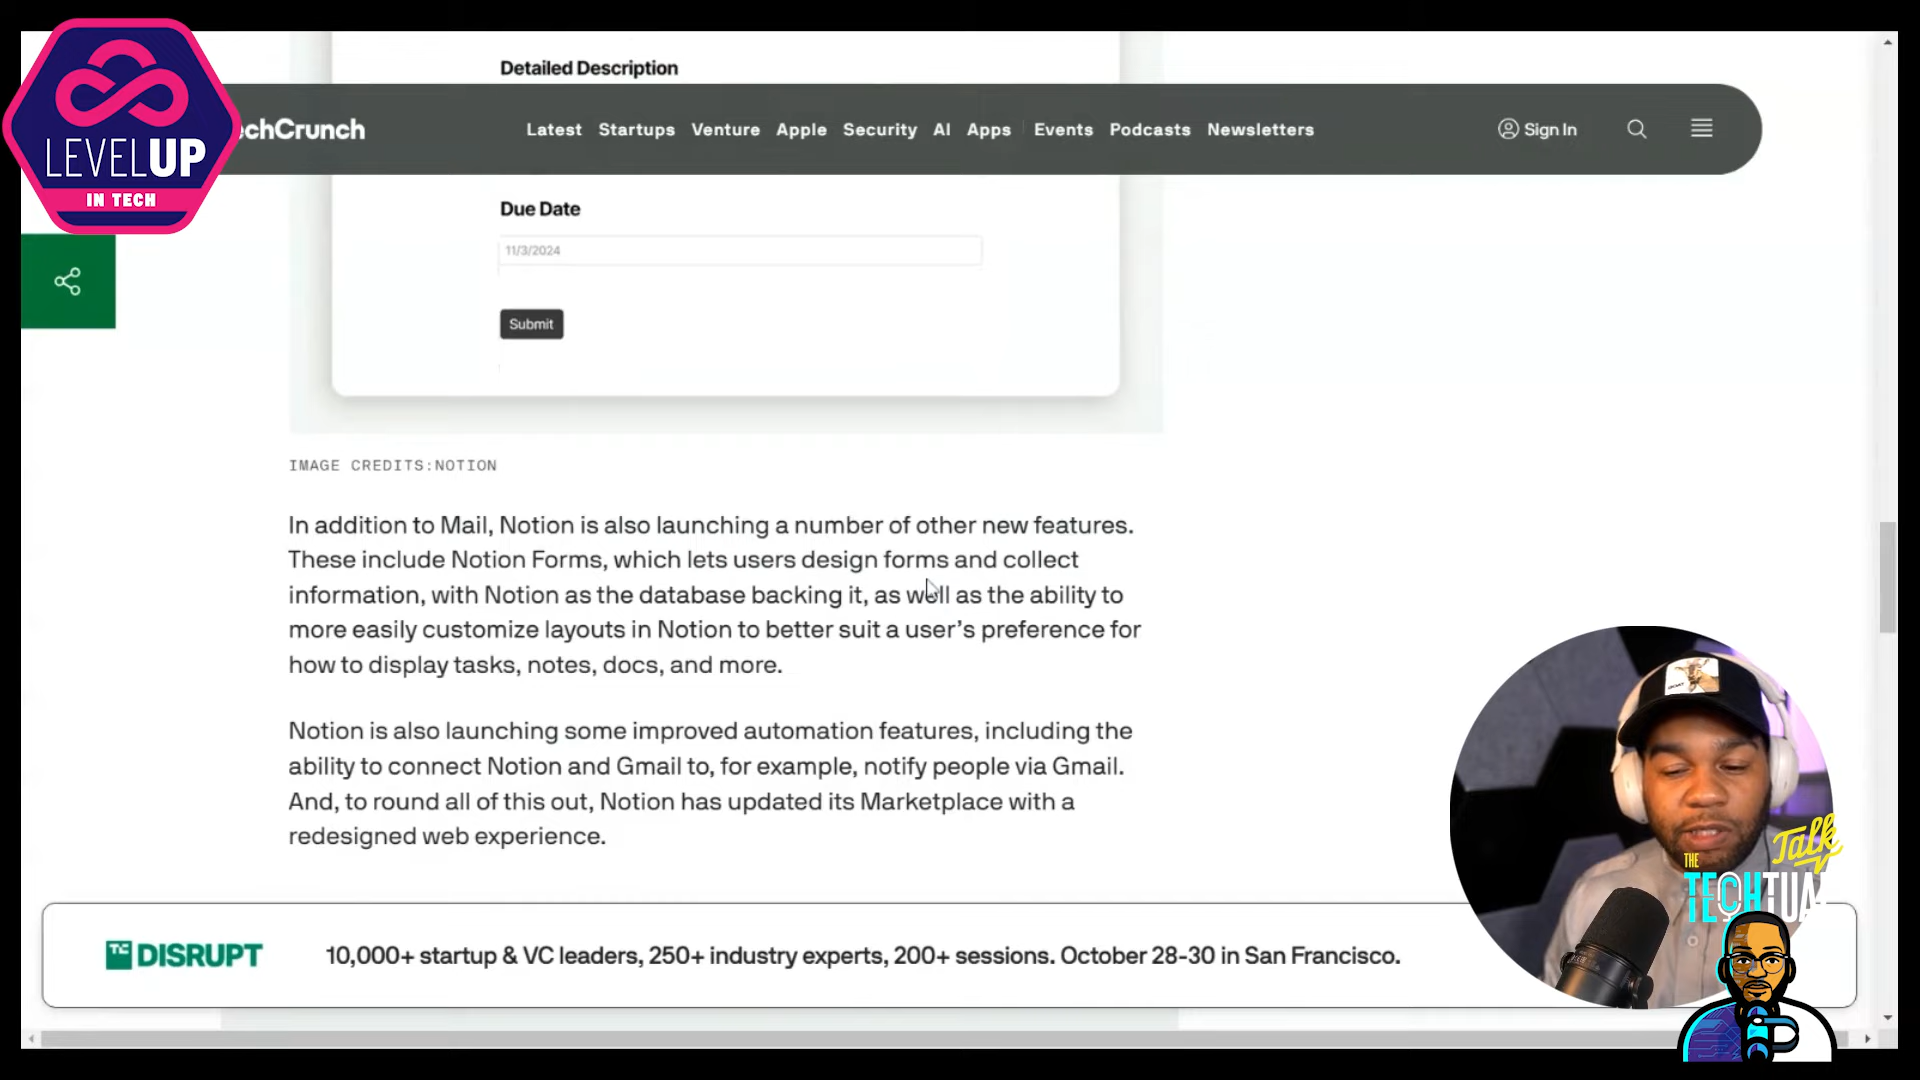 LEVELUP
IN TECH
Detailed Description
echCrunch
Latest Startups Venture Apple Security AI Apps Events Podcasts Newsletters
Sign In
Due Date
11/3/2024
Submit
IMAGE CREDITS:NOTION
In addition to Mail, Notion is also launching a number of other new features.
These include Notion Forms, which lets users design forms and collect
information, with Notion as the database backing it, as well as the ability to
more easily customize layouts in Notion to better suit a user's preference for
how to display tasks, notes, docs, and more.
Notion is also launching some improved automation features, including the
ability to connect Notion and Gmail to, for example, notify people via Gmail.
And, to round all of this out, Notion has updated its Marketplace with a
redesigned web experience.
TC DISRUPT
10,000+ startup & VC leaders, 250+ industry experts, 200+ sessions. October 28-30 in San Francisco.
THE
Talk
TECHTUA